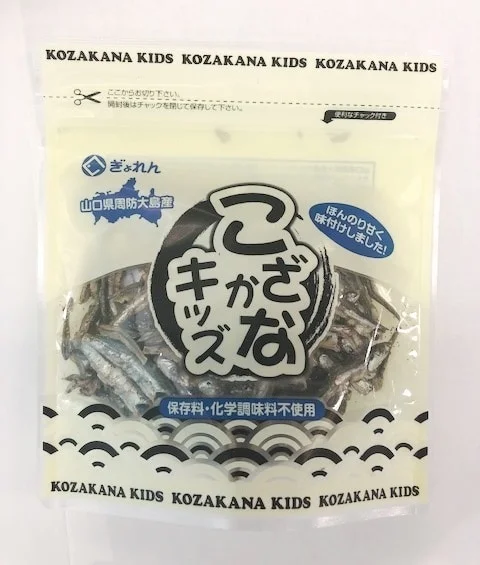 KOZAKANA KIDS KOZAKANA KIDS KOZAKANA KIDS
ここからお切り下さい。
開封後はチャックを閉じて保存して下さい。
便利なチャック付き
ぎょれん
山口県周防大島産
ほんのり甘く
味付けしました!
こざかな
キッズ
保存料・化学調味料不使用
KOZAKANA KIDS KOZAKANA KIDS KOZAKANA KIDS